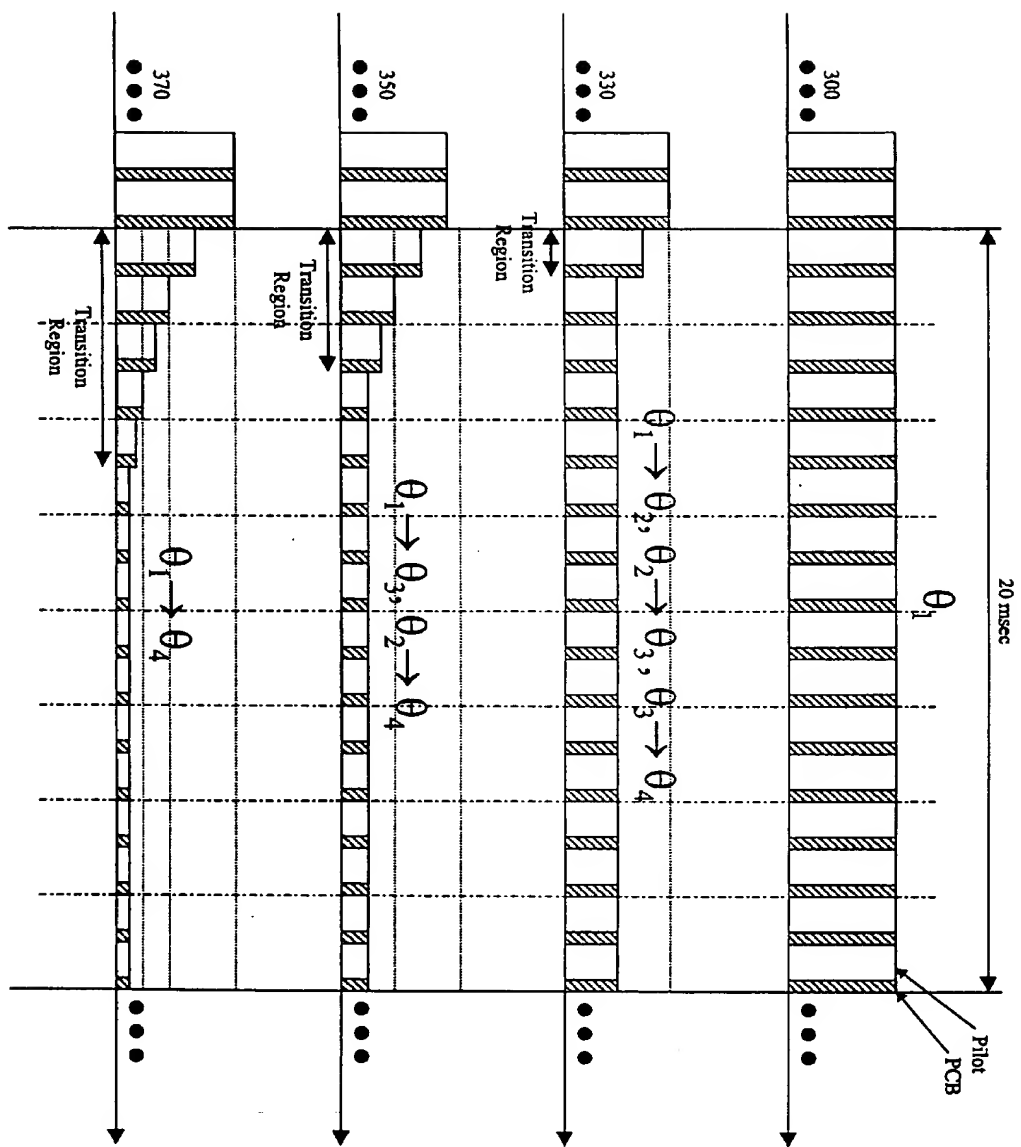 20 msec
Pilot
PCB
θ₁
300
θ₁ → θ₂, θ₂ → θ₃, θ₃ → θ₄
330
Transition
Region
θ₁ → θ₃, θ₂ → θ₄
350
Transition
Region
θ₁ → θ₄
370
Transition
Region